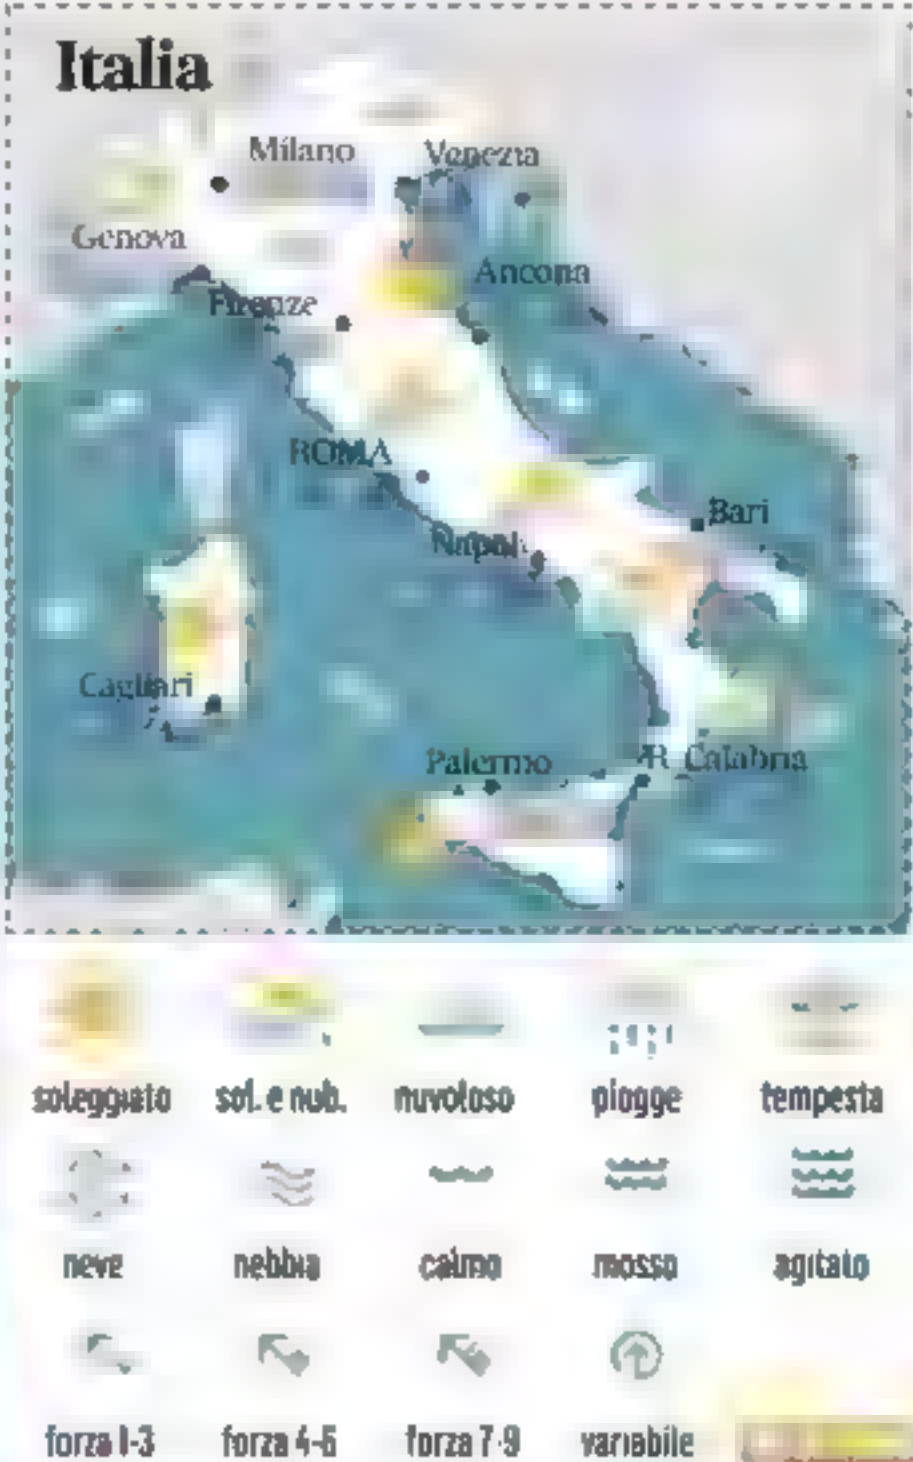 Italia
Milano
Venezia
Genova
Ancona
Firenze
ROMA
Bari
Napoli
Cagliari
Palermo
R. Calabria
soleggiato sol. e nub. nuvoloso piogge tempesta
neve nebbia calmo mosso agitato
forza 1-3 forza 4-6 forza 7-9 variabile